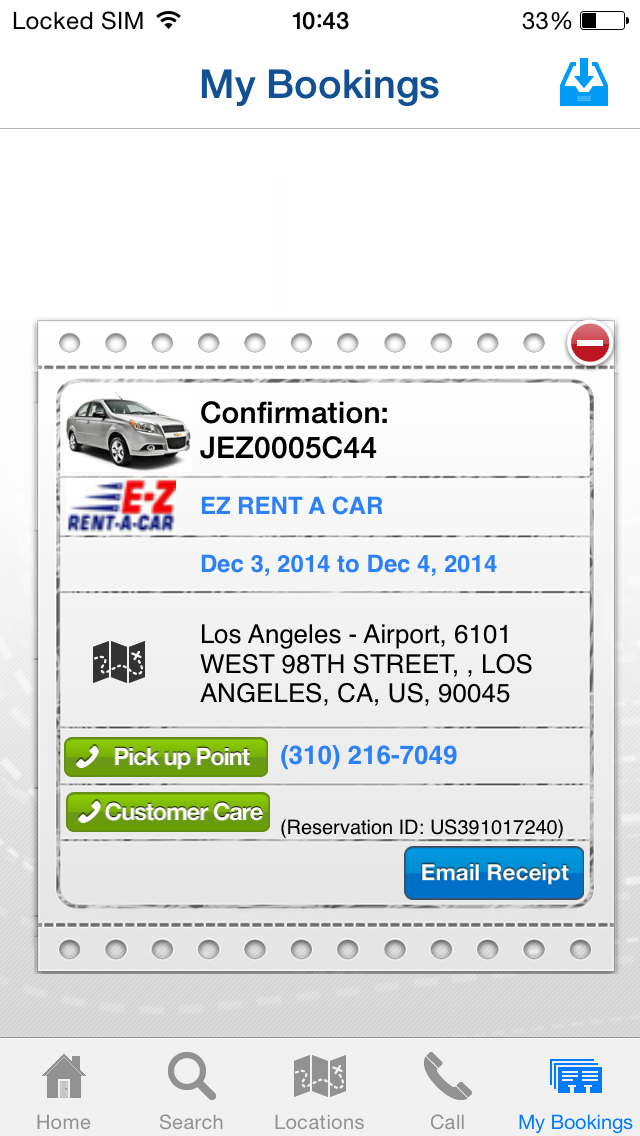 Locked SIM 10:43 33%
My Bookings
Confirmation:
JEZ0005C44
E-Z
RENT-A-CAR
EZ RENT A CAR
Dec 3, 2014 to Dec 4, 2014
Los Angeles - Airport, 6101
WEST 98TH STREET, , LOS
ANGELES, CA, US, 90045
Pick up Point (310) 216-7049
Customer Care (Reservation ID: US391017240)
Email Receipt
Home Search Locations Call My Bookings